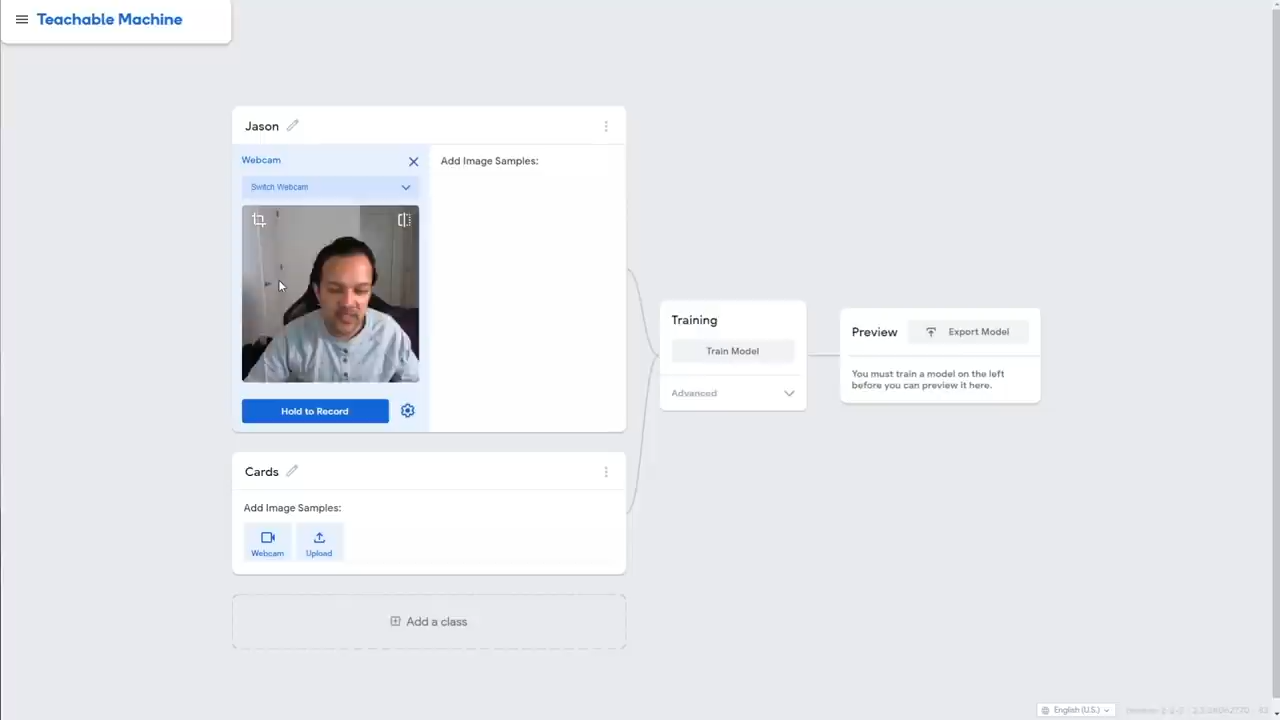 Teachable Machine
Jason
Webcam
Add Image Samples:
Switch Webcam
Hold to Record
Training
Train Model
Advanced
Preview
Export Model
You must train a model on the left
before you can preview it here.
Cards
Add Image Samples:
Webcam
Upload
Add a class
English (U.S.)